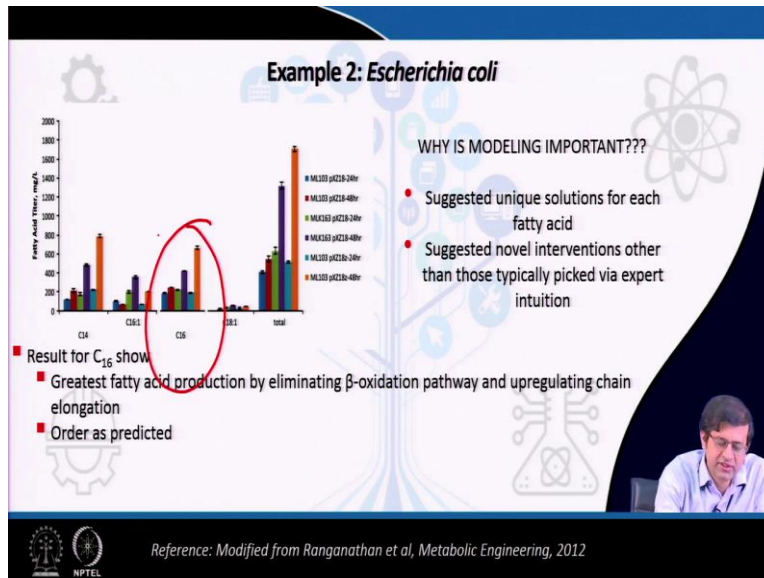 Example 2: Escherichia coli
2000
1800
1600
1400
1200
1000
800
600
400
200
0
Fatty Acid Titer, mg/L
C14
C16:1
C16
C18:1
total
ML103 pXZ18-24hr
ML103 pXZ18-48hr
MLK163 pXZ18-24hr
MLK163 pXZ18-48hr
ML103 pXZ18z-24hr
ML103 pXZ18z-48hr
WHY IS MODELING IMPORTANT???
Suggested unique solutions for each
fatty acid
Suggested novel interventions other
than those typically picked via expert
intuition
Result for C16 show
Greatest fatty acid production by eliminating β-oxidation pathway and upregulating chain
elongation
Order as predicted
Reference: Modified from Ranganathan et al, Metabolic Engineering, 2012
NPTEL